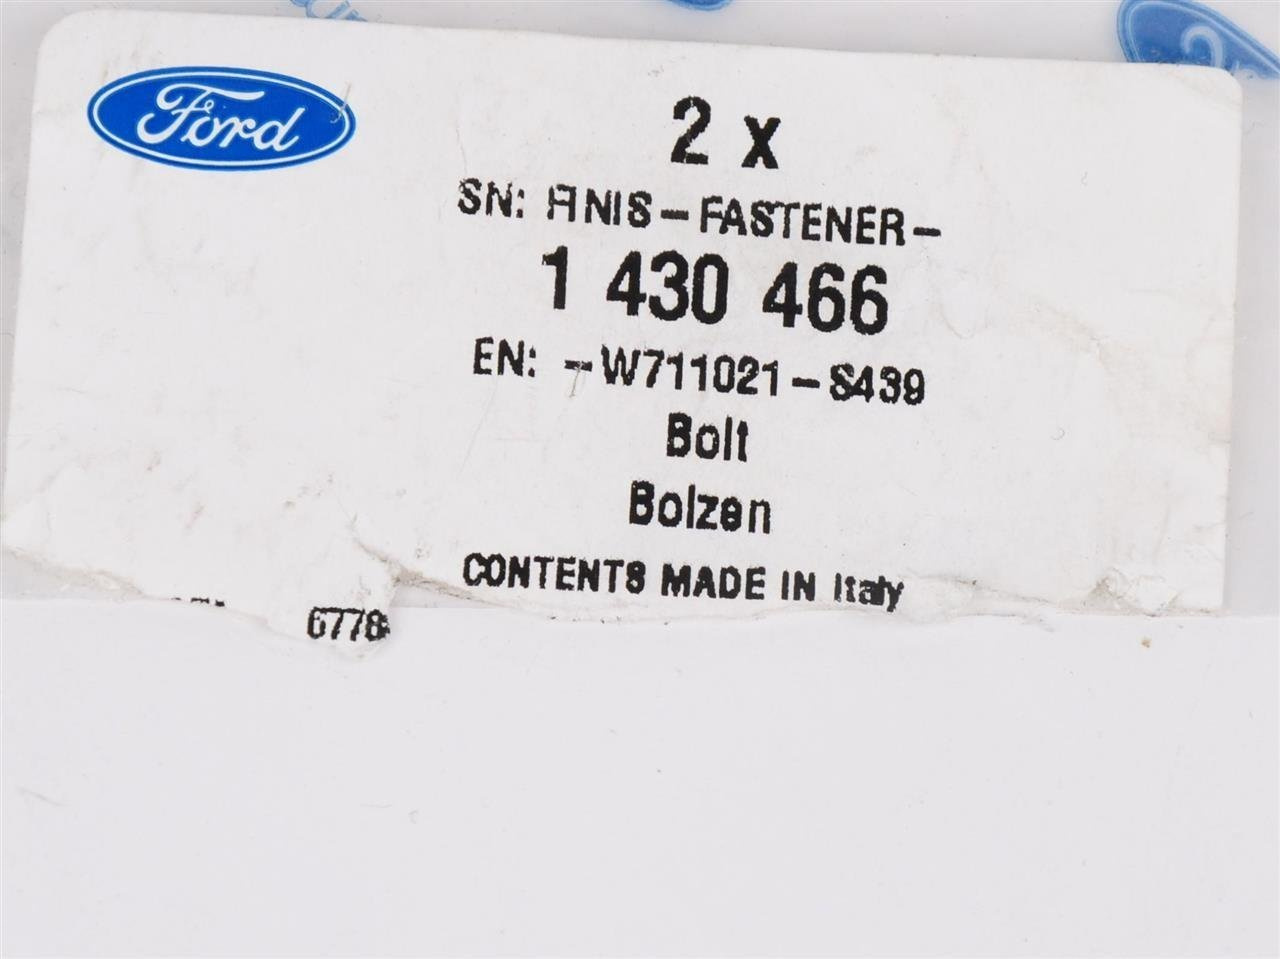 Ford
2 x
SN: FINIS-FASTENER-
1 430 466
EN: -W711021-S439
Bolt
Bolzen
CONTENTS MADE IN Italy
6778